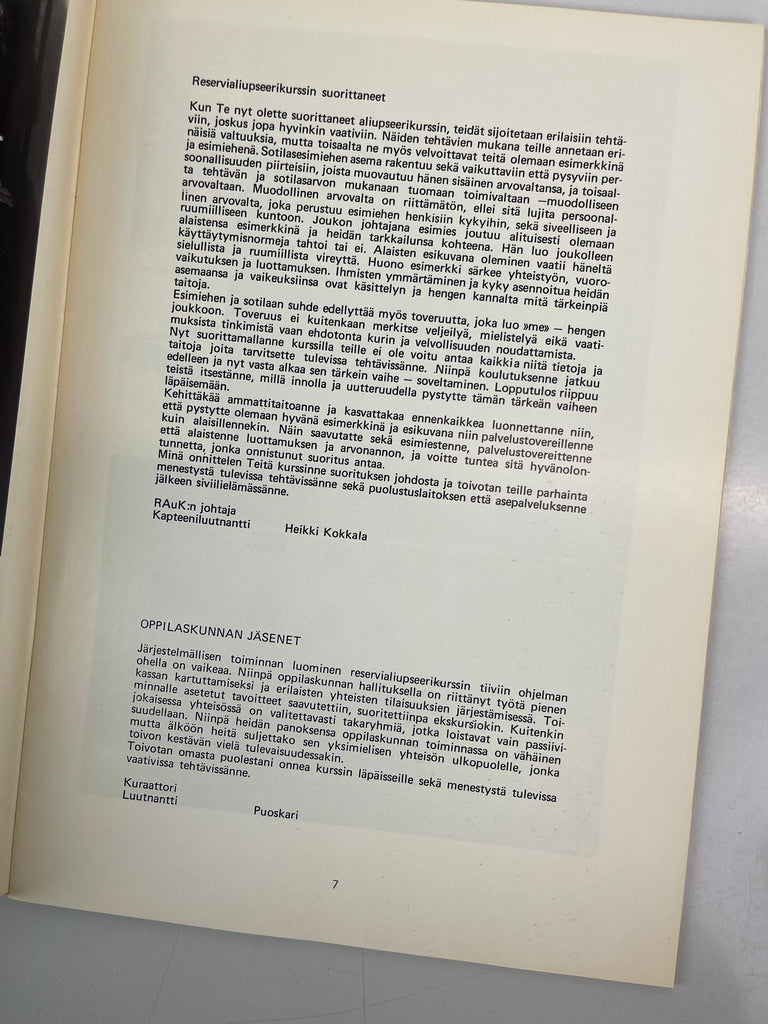 Reservialiupseerikurssin suorittaneet
Kun Te nyt olette suorittaneet aliupseerikurssin, teidät sijoitetaan erilaisiin tehtä-
viin, joskus jopa hyvinkin vaativiin. Näiden tehtävien mukana teille annetaan eri-
näisiä valtuuksia, mutta toisaalta ne myös velvoittavat teitä olemaan esimerkkinä
ja esimiehenä. Sotilasesimiehen asema rakentuu sekä vaikuttaviin että pysyviin per-
soonallisuuden piirteisiin, joista muovautuu hänen sisäinen arvovaltansa, ja toisaal-
ta tehtävän ja sotilasarvon mukanaan tuomaan toimivaltaan —muodolliseen
arvovaltaan. Muodollinen arvovalta on riittämätön, ellei sitä lujita persoonal-
linen arvovalta, joka perustuu esimiehen henkisiin kykyihin, sekä siveelliseen ja
ruumiilliseen kuntoon. Joukon johtajana esimies joutuu alituisesti olemaan
alaistensa esimerkkinä ja heidän tarkkailunsa kohteena. Hän luo joukolleen
käyttäytymisnormeja tahtoi tai ei. Alaisten esikuvana oleminen vaatii häneltä
sielullista ja ruumiillista vireyttä. Huono esimerkki särkee yhteistyön, vuoro-
vaikutuksen ja luottamuksen. Ihmisten ymmärtäminen ja kyky asennoitua heidän
asemaansa ja vaikeuksiinsa ovat käsittelyn ja hengen kannalta mitä tärkeinpiä
taitoja.
Esimiehen ja sotilaan suhde edellyttää myös toveruutta, joka luo »me» — hengen
joukkoon. Toveruus ei kuitenkaan merkitse veljeilyä, mielistelyä eikä vaati-
muksista tinkimistä vaan ehdotonta kurin ja velvollisuuden noudattamista.
Nyt suorittamallanne kurssilla teille ei ole voitu antaa kaikkia niitä tietoja ja
taitoja joita tarvitsette tulevissa tehtävissänne. Niinpä koulutuksenne jatkuu
edelleen ja nyt vasta alkaa sen tärkein vaihe — soveltaminen. Lopputulos riippuu
teistä itsestänne, millä innolla ja uutteruudella pystytte tämän tärkeän vaiheen
läpäisemään.
Kehittäkää ammattitaitoanne ja kasvattakaa ennenkaikkea luonnettanne niin,
että pystytte olemaan hyvänä esimerkkinä ja esikuvana niin palvelustovereillenne
kuin alaisillennekin. Näin saavutatte sekä esimiestenne, palvelustovereittenne
että alaistenne luottamuksen ja arvonannon, ja voitte tuntea sitä hyvänolon-
tunnetta, jonka onnistunut suoritus antaa.
Minä onnittelen Teitä kurssinne suorituksen johdosta ja toivotan teille parhainta
menestystä tulevissa tehtävissänne sekä puolustuslaitoksen että asepalveluksenne
jälkeen siviilielämässänne.
RAuK:n johtaja
Kapteeniluutnantti Heikki Kokkala
OPPILASKUNNAN JÄSENET
Järjestelmällisen toiminnan luominen reservialiupseerikurssin tiiviin ohjelman
ohella on vaikeaa. Niinpä oppilaskunnan hallituksella on riittänyt työtä pienen
kassan kartuttamiseksi ja erilaisten yhteisten tilaisuuksien järjestämisessä. Toi-
minnalle asetetut tavoitteet saavutettiin, suoritettiinpa ekskursiokin. Kuitenkin
jokaisessa yhteisössä on valitettavasti takaryhmiä, jotka loistavat vain passiivi-
suudellaan. Niinpä heidän panoksensa oppilaskunnan toiminnassa on vähäinen
mutta älköön heitä suljettako sen yksimielisen yhteisön ulkopuolelle, jonka
toivon kestävän vielä tulevaisuudessakin.
Toivotan omasta puolestani onnea kurssin läpäisseille sekä menestystä tulevissa
vaativissa tehtävissänne.
Kuraattori
Luutnantti Puoskari
7